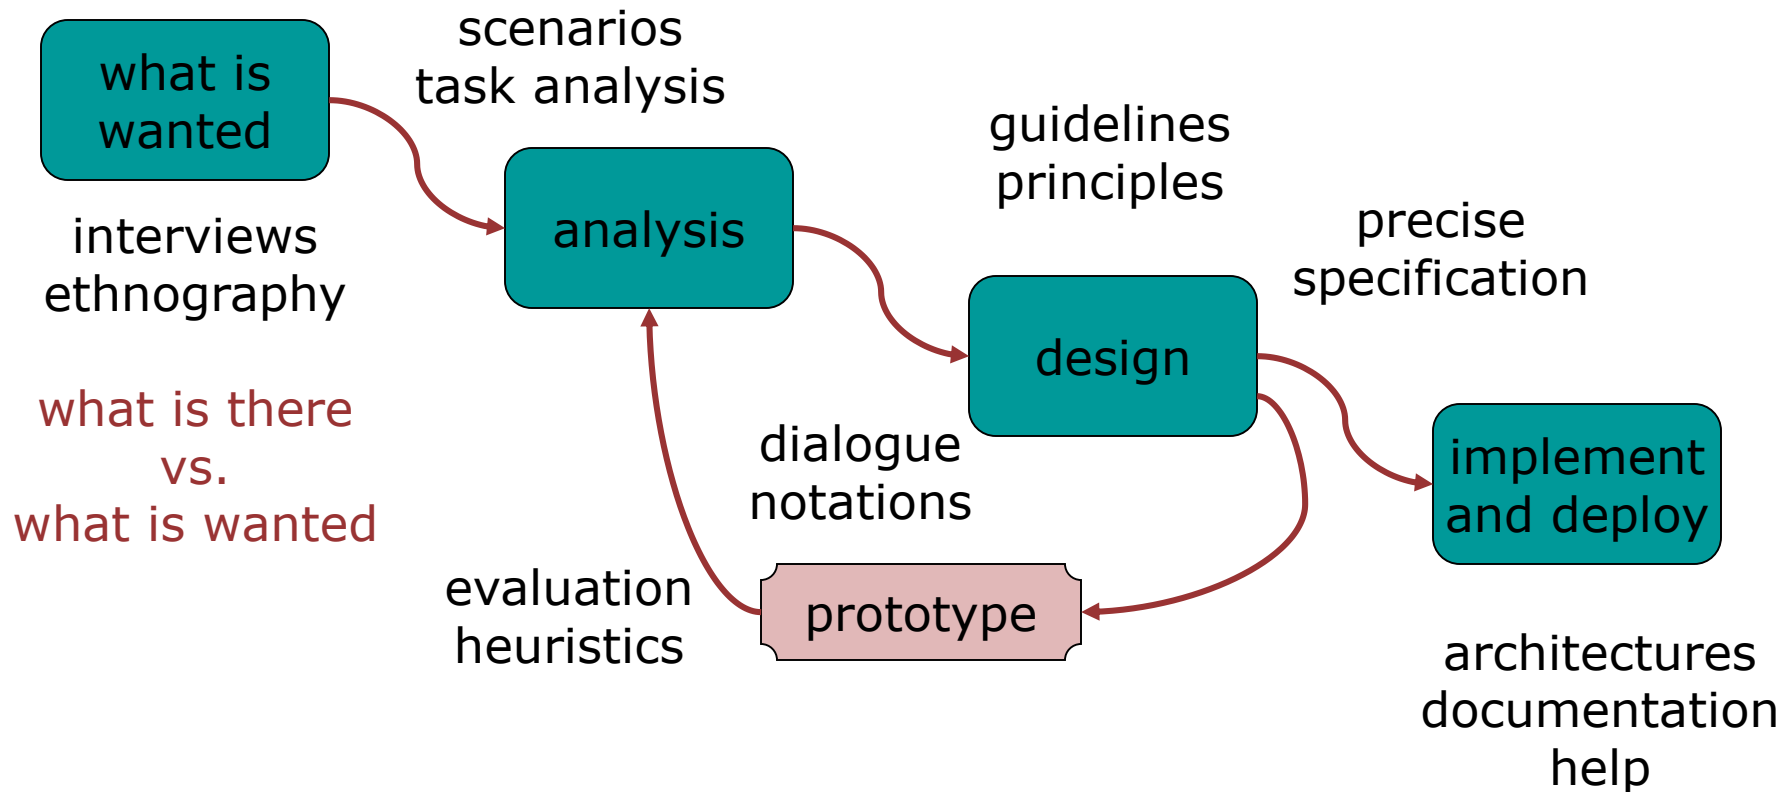 what is
wanted
scenarios
task analysis
interviews
ethnography
what is there
vs.
what is wanted
analysis
guidelines
principles
design
precise
specification
dialogue
notations
evaluation
heuristics
prototype
implement
and deploy
architectures
documentation
help